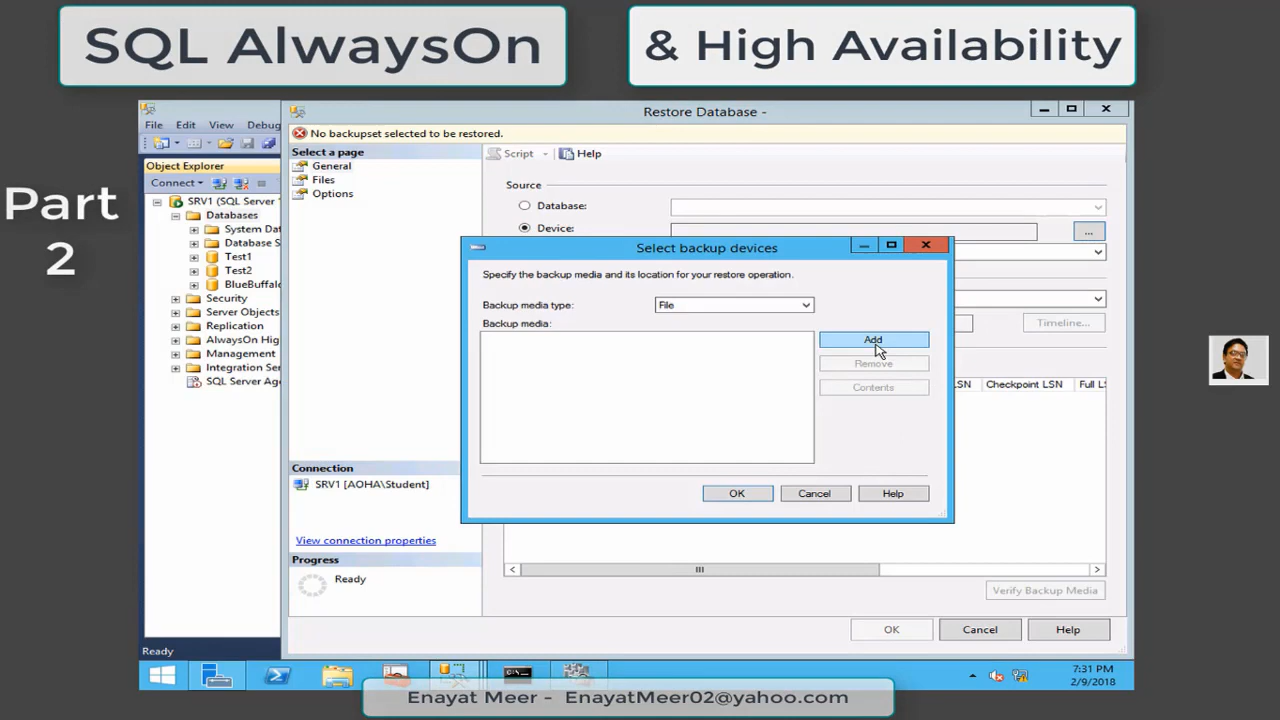 SQL AlwaysOn
& High Availability
Part
2
Restore Database -
File Edit View Debug
No backupset selected to be restored.
Object Explorer
Connect
SRV1 (SQL Server
Databases
System Dat
Database S
Test1
Test2
BlueBuffalo
Security
Server Objects
Replication
AlwaysOn Hig
Management
Integration Serv
SQL Server Age
Ready
Select a page
General
Files
Options
Script
Help
Source
Database:
Device:
...
Timeline...
LSN
Checkpoint LSN
Full L
Select backup devices
Specify the backup media and its location for your restore operation.
Backup media type:
File
Backup media:
Add
Remove
Contents
OK
Cancel
Help
Connection
SRV1 [AOHA\Student]
View connection properties
Progress
Ready
Verify Backup Media
OK
Cancel
Help
7:31 PM
2/9/2018
Enayat Meer - EnayatMeer02@yahoo.com